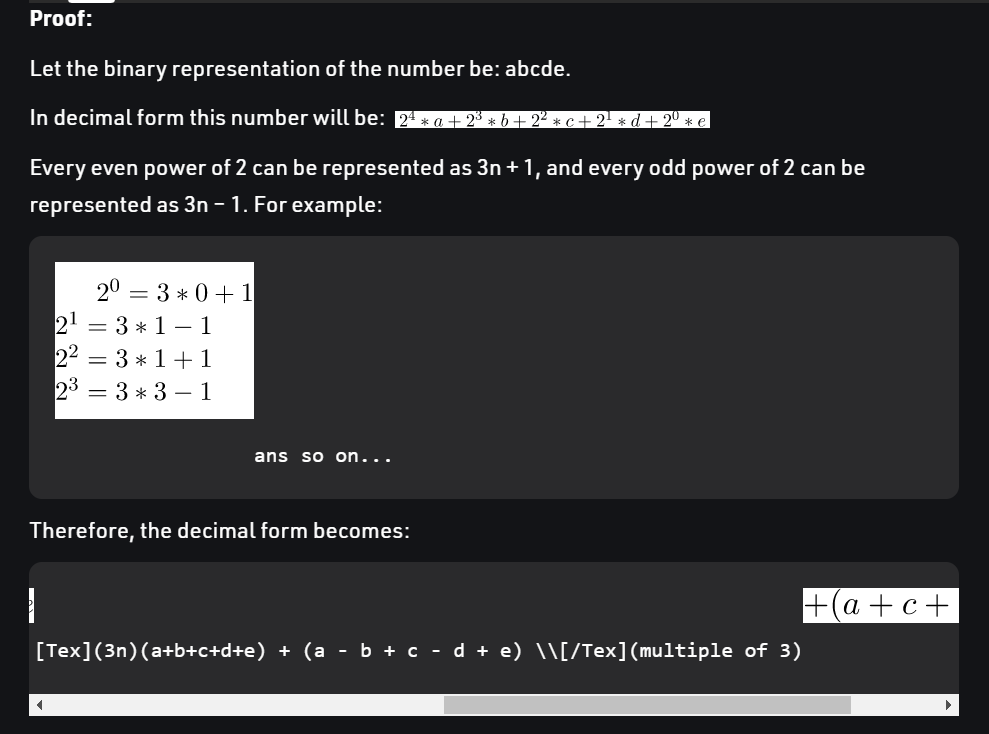 Proof:
Let the binary representation of the number be: abcde.
In decimal form this number will be: 2^4 * a + 2^3 * b + 2^2 * c + 2^1 * d + 2^0 * e
Every even power of 2 can be represented as 3n + 1, and every odd power of 2 can be
represented as 3n − 1. For example:
2^0 = 3 * 0 + 1
2^1 = 3 * 1 − 1
2^2 = 3 * 1 + 1
2^3 = 3 * 3 − 1
ans so on...
Therefore, the decimal form becomes:
+(a + c +
[Tex](3n)(a+b+c+d+e) + (a - b + c - d + e) \\[/Tex](multiple of 3)